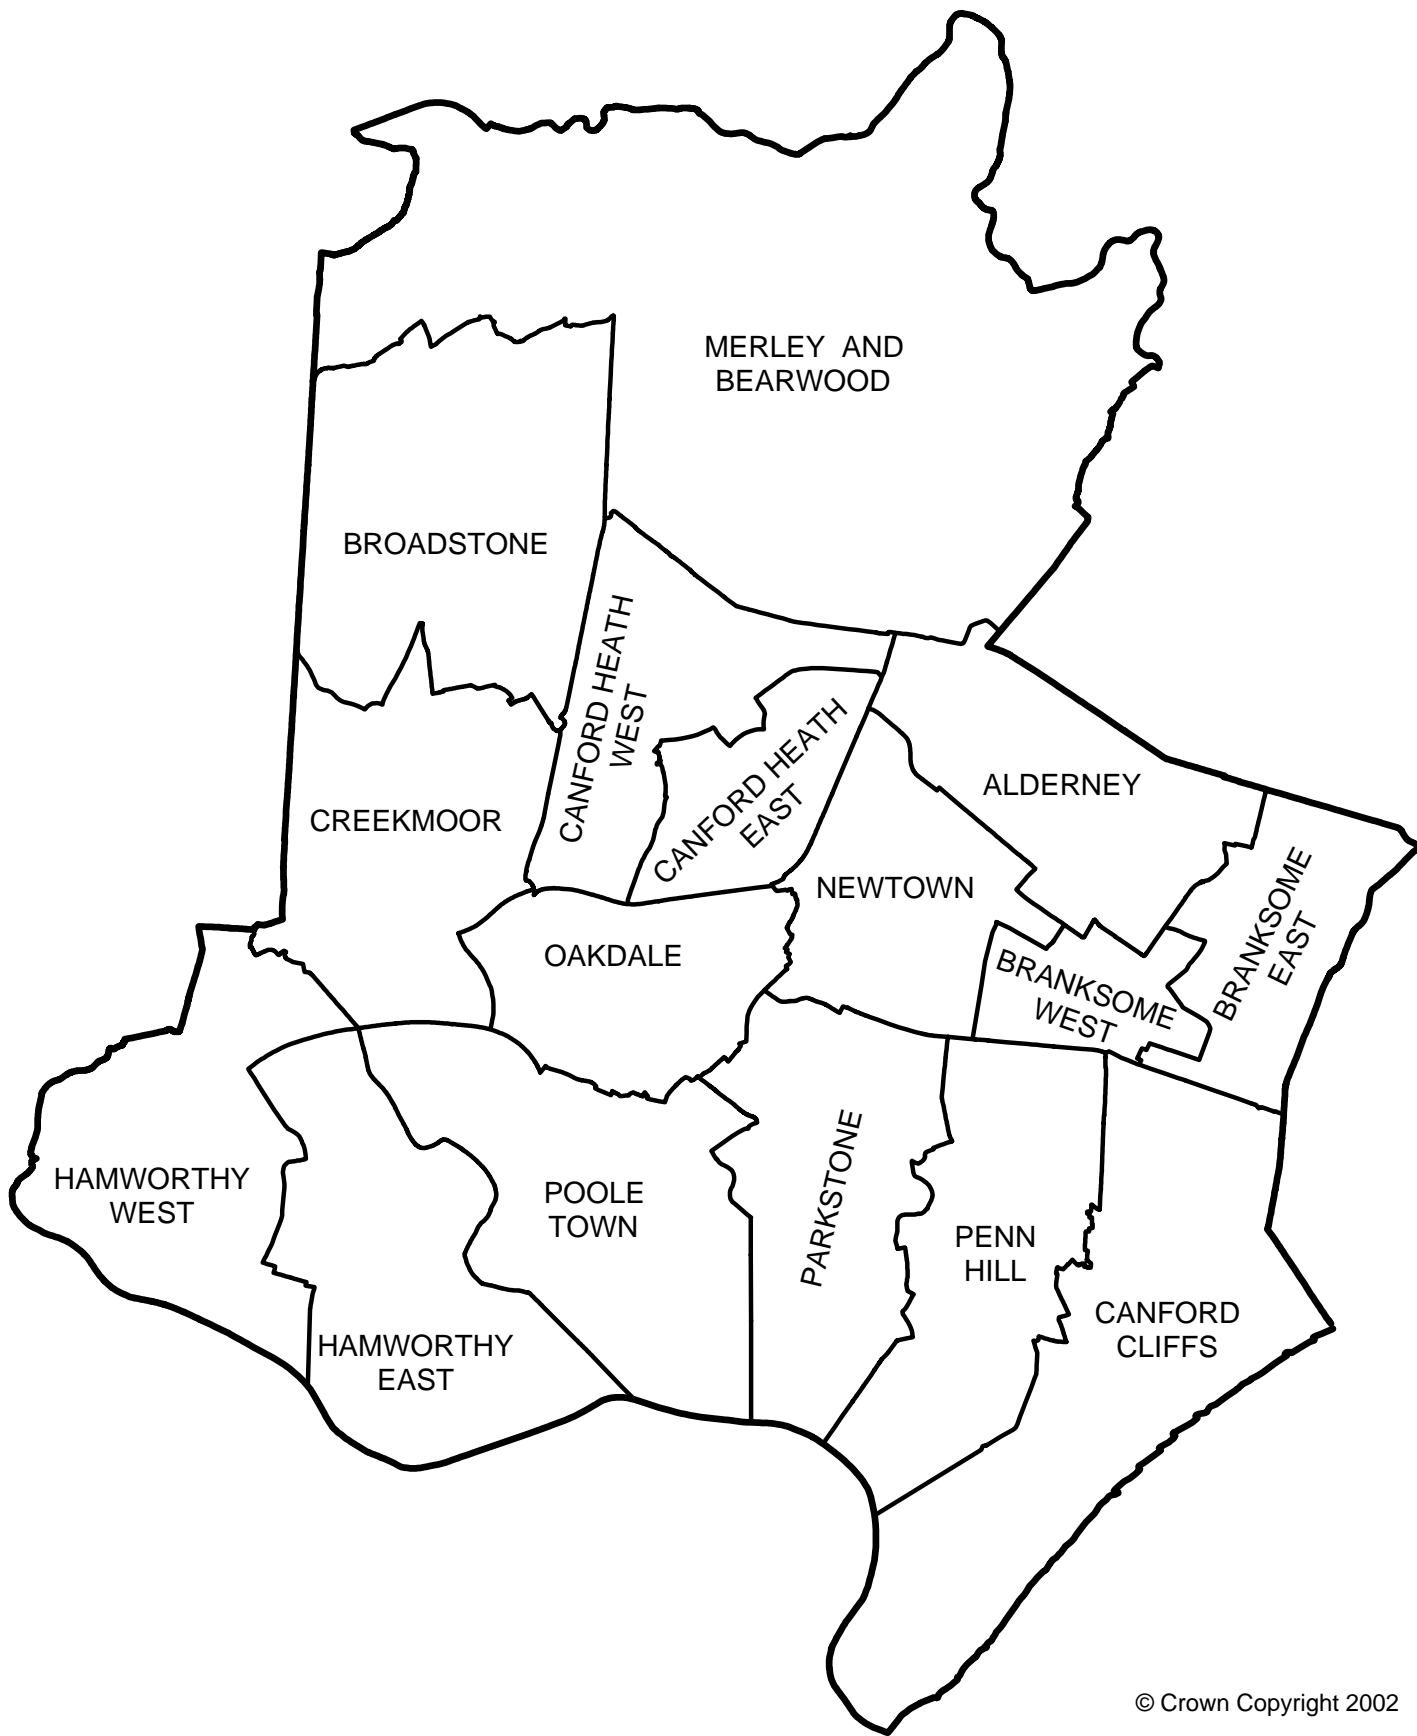 MERLEY AND
BEARWOOD
BROADSTONE
CANFORD HEATH
WEST
CANFORD HEATH
EAST
ALDERNEY
CREEKMOOR
NEWTOWN
BRANKSOME
EAST
OAKDALE
BRANKSOME
WEST
HAMWORTHY
WEST
POOLE
TOWN
PARKSTONE
PENN
HILL
CANFORD
CLIFFS
HAMWORTHY
EAST
© Crown Copyright 2002